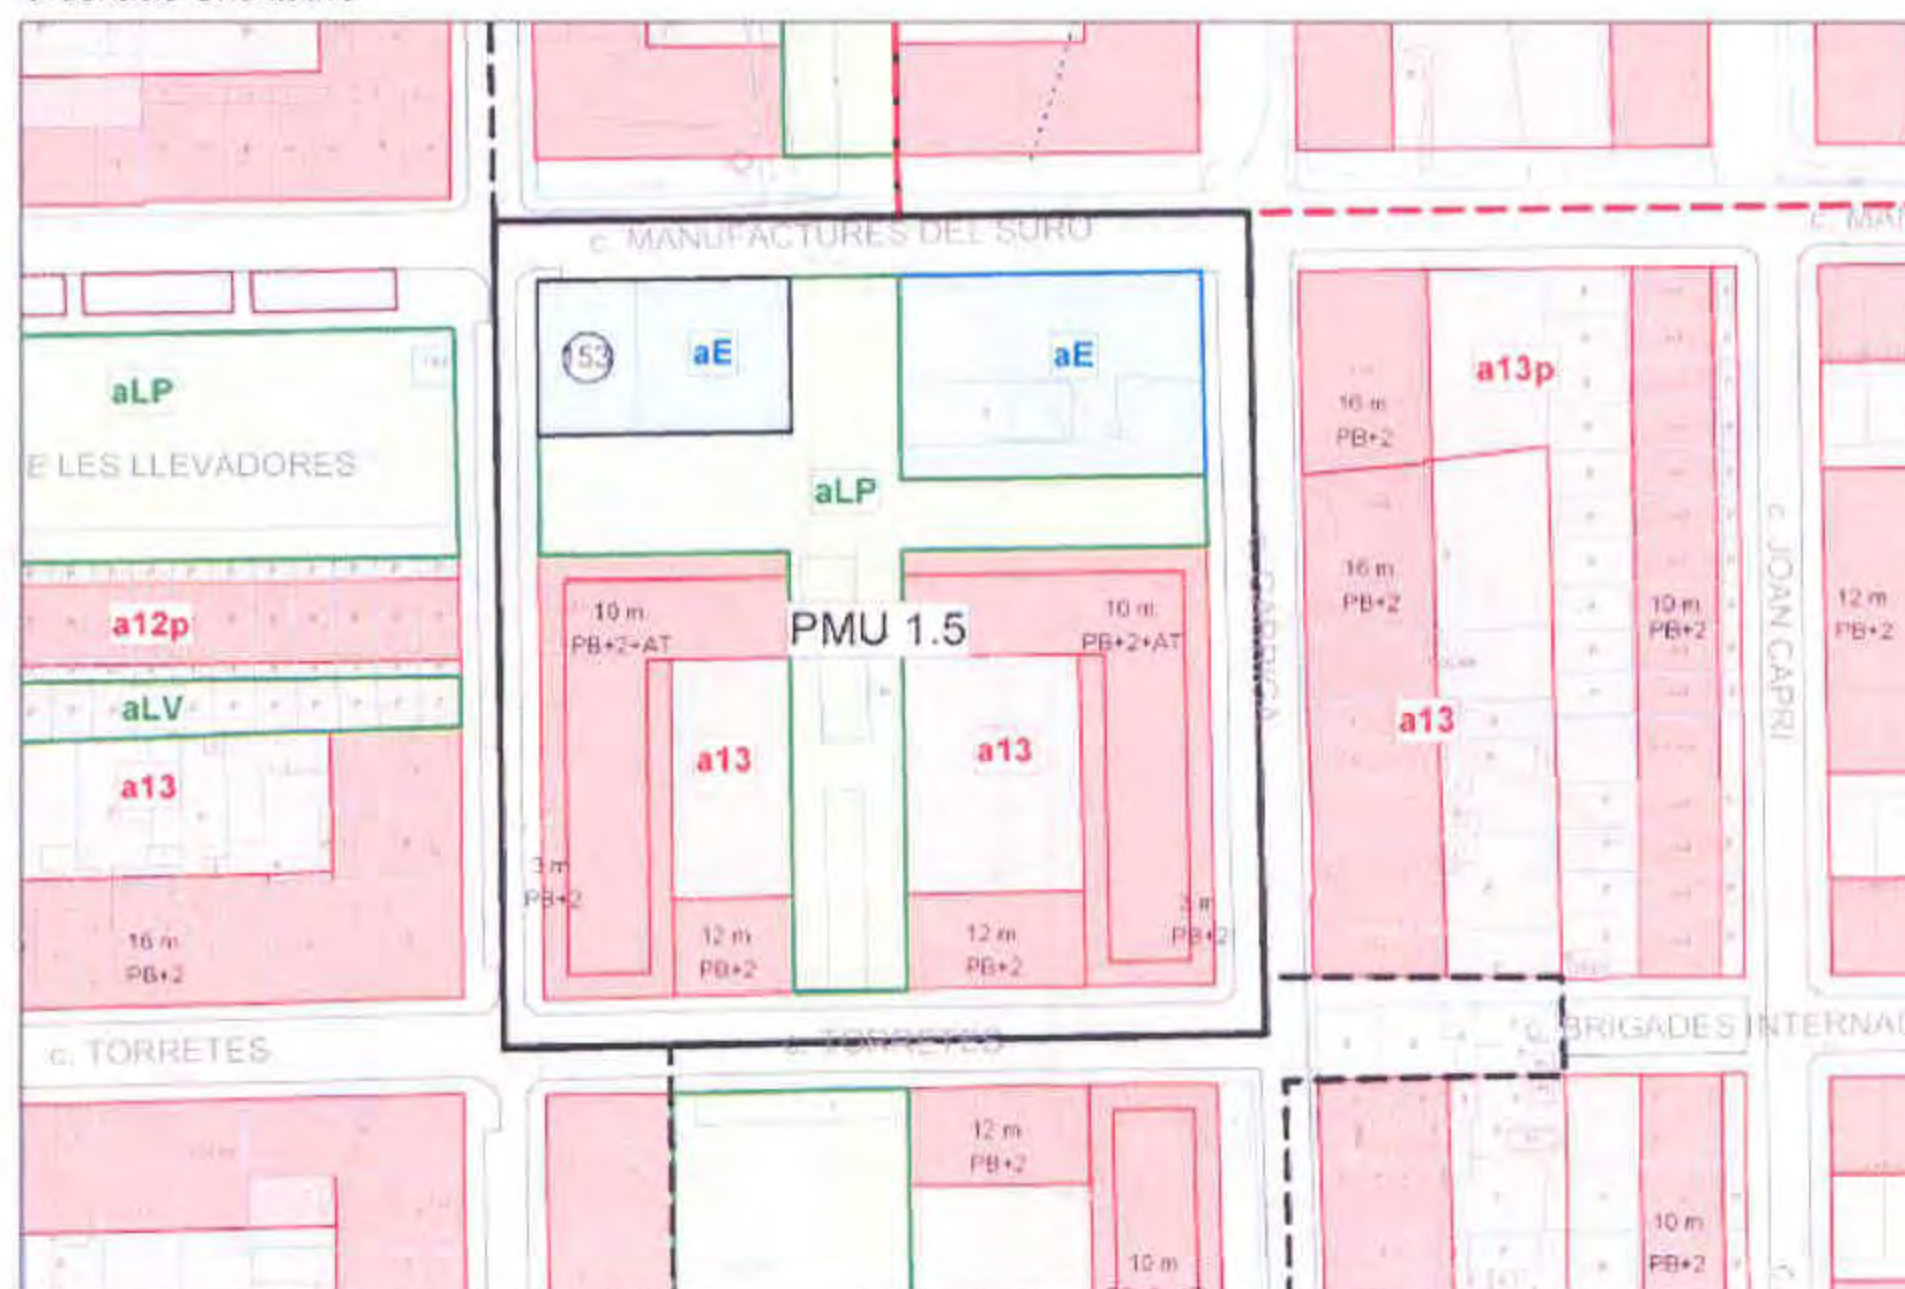 c. MANUFACTURES DEL SURO
153
aE
aE
aLP
E LES LLEVADORES
aLP
a13p
16 m
PB+2
16 m
PB+2
a12p
10 m
PB+2+AT
PMU 1.5
10 m
PB+2+AT
10 m
PB+2
12 m
PB+2
c. JOAN CAPRI
aLV
a13
a13
a13
a13
3 m
PB+2
3 m
PB+2
16 m
PB+2
12 m
PB+2
12 m
PB+2
c. TORRETES
c. TORRETES
c. BRIGADES INTERNAC
12 m
PB+2
10 m
10 m
PB+2